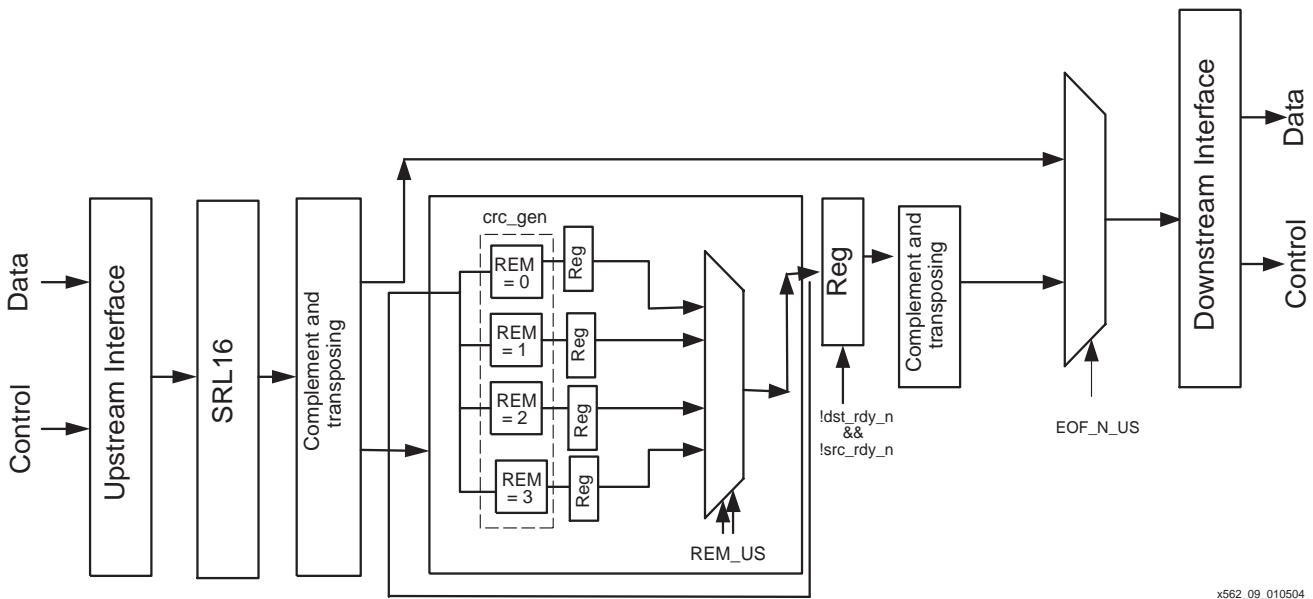 Data
Control
Upstream Interface
SRL16
Complement and
transposing
crc_gen
REM
= 0
Reg
REM
= 1
Reg
REM
= 2
Reg
REM
= 3
Reg
REM_US
Reg
!dst_rdy_n
&&
!src_rdy_n
Complement and
transposing
EOF_N_US
Downstream Interface
Data
Control
x562_09_010504